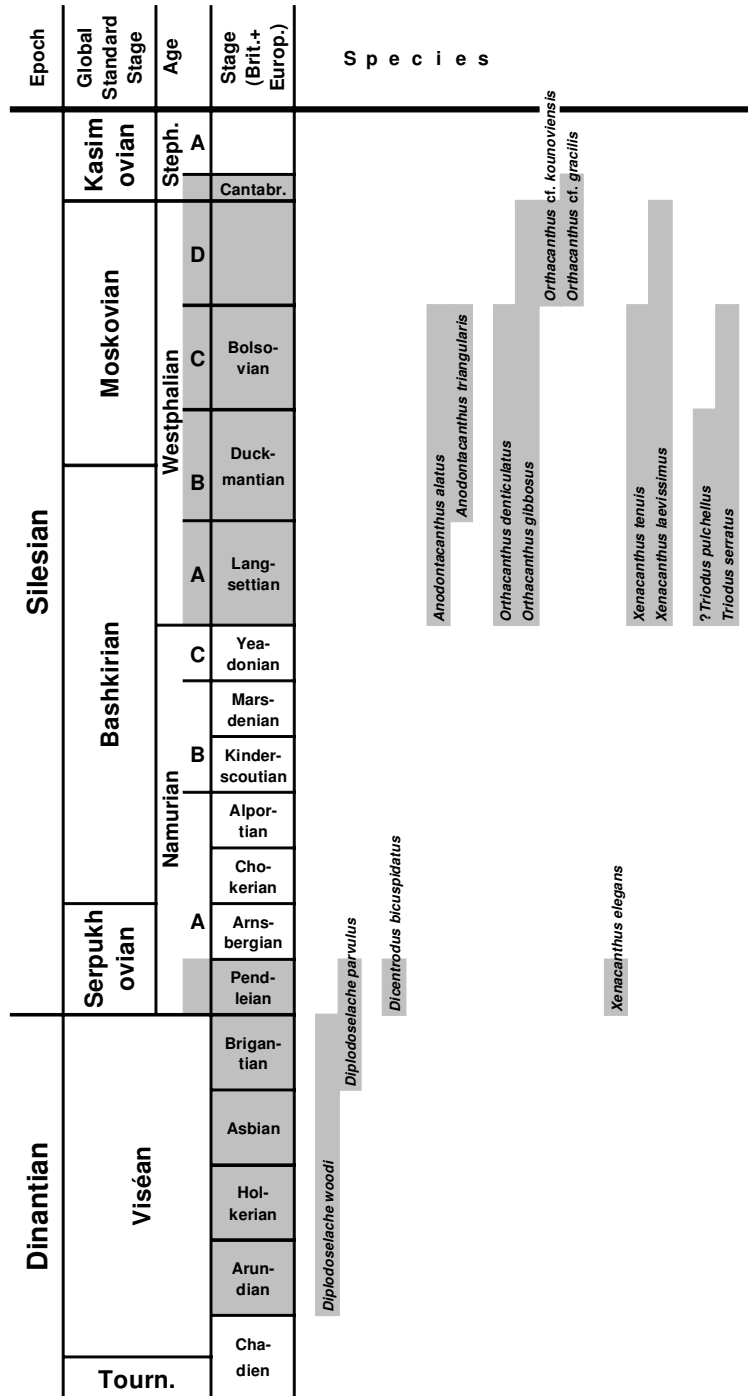 Epoch
Global
Standard
Stage
Age
Stage
(Brit.+
Europ.)
Species
Silesian
Dinantian
Kasim
ovian
Moskovian
Bashkirian
Serpukh
ovian
Viséan
Tourn.
Steph.
Westphalian
Namurian
A
D
C
B
A
C
B
A
Cantabr.
Bolso-
vian
Duck-
mantian
Lang-
settian
Yea-
donian
Mars-
denian
Kinder-
scoutian
Alpor-
tian
Cho-
kerian
Arns-
bergian
Pend-
leian
Brigan-
tian
Asbian
Hol-
kerian
Arun-
dian
Cha-
dien
Diplodoselache woodi
Diplodoselache parvulus
Dicentrodus bicuspidatus
Anodontacanthus alatus
Anodontacanthus triangularis
Orthacanthus denticulatus
Orthacanthus gibbosus
Orthacanthus cf. kounoviensis
Orthacanthus cf. gracilis
Xenacanthus elegans
Xenacanthus tenuis
Xenacanthus laevissimus
?Triodus pulchellus
Triodus serratus